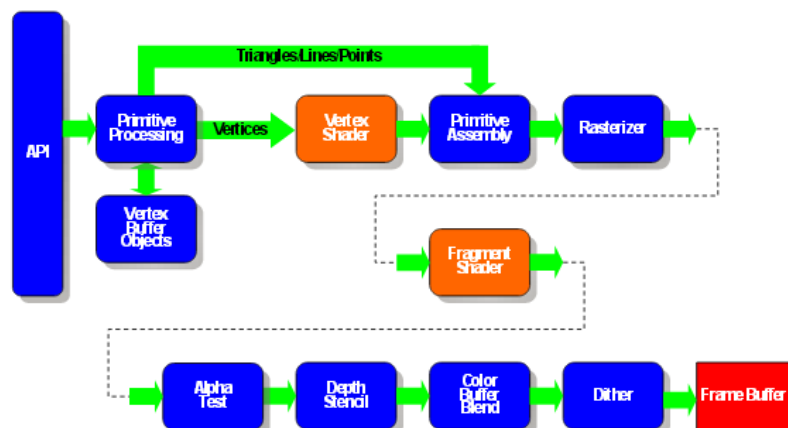 Triangles/Lines/Points
API
Primitive
Processing
Vertices
Vertex
Shader
Primitive
Assembly
Rasterizer
Vertex
Buffer
Objects
Fragment
Shader
Alpha
Test
Depth
Stencil
Color
Buffer
Blend
Dither
Frame Buffer